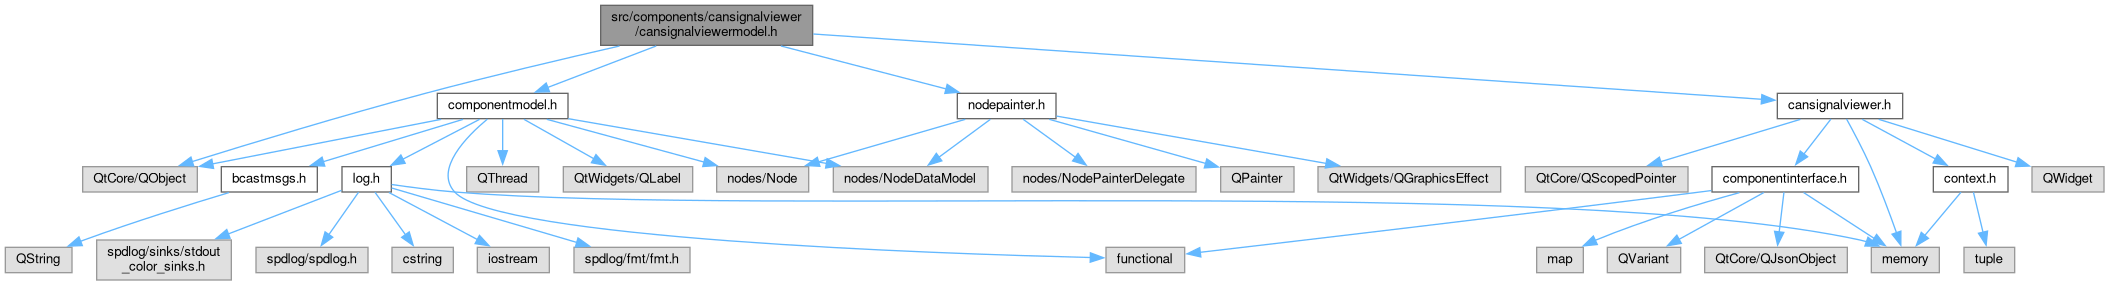 src/components/cansignalviewer
/cansignalviewermodel.h
componentmodel.h
nodepainter.h
cansignalviewer.h
QtCore/QObject
bcastmsgs.h
log.h
QThread
QtWidgets/QLabel
nodes/Node
nodes/NodeDataModel
nodes/NodePainterDelegate
QPainter
QtWidgets/QGraphicsEffect
QtCore/QScopedPointer
componentinterface.h
context.h
QWidget
QString
spdlog/sinks/stdout
_color_sinks.h
spdlog/spdlog.h
cstring
iostream
spdlog/fmt/fmt.h
functional
map
QVariant
QtCore/QJsonObject
memory
tuple